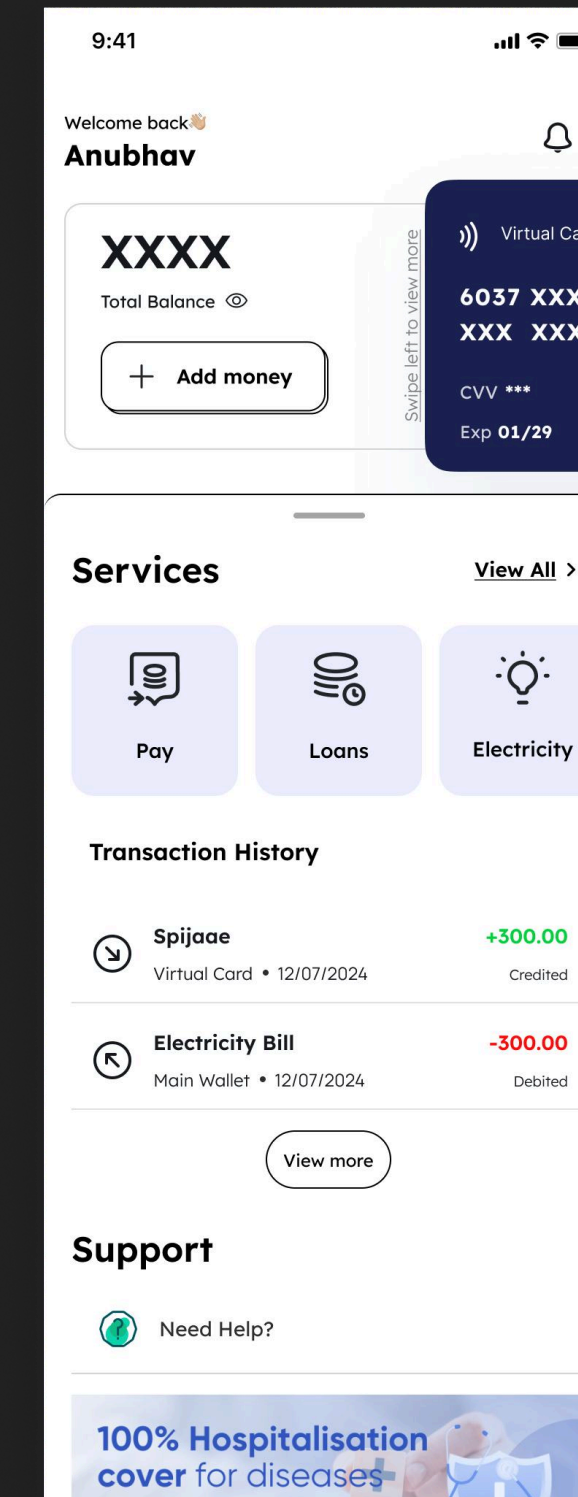 9:41
Welcome back👋🏼
Anubhav
XXXX
Total Balance
+ Add money
Swipe left to view more
Virtual Ca
6037 XXX
XXX XXX
CVV ***
Exp 01/29
Services
View All >
Pay
Loans
Electricity
Transaction History
Spijaae
+300.00
Virtual Card • 12/07/2024
Credited
Electricity Bill
-300.00
Main Wallet • 12/07/2024
Debited
View more
Support
? Need Help?
100% Hospitalisation
cover for diseases